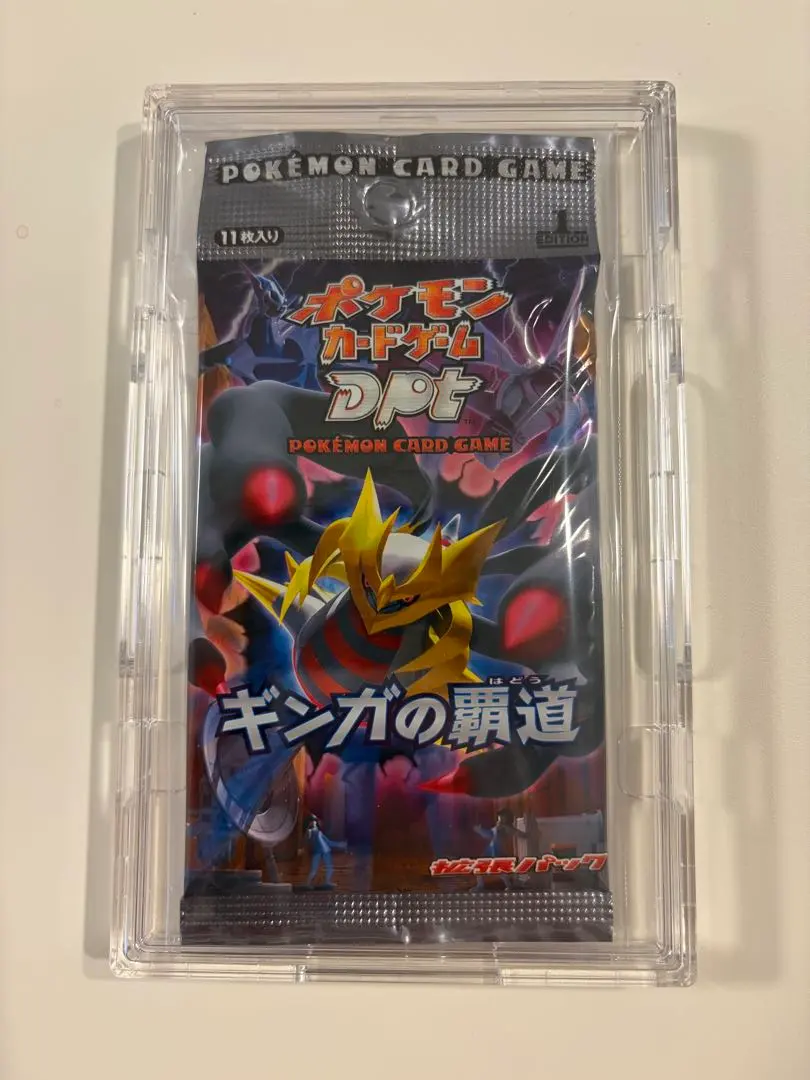 POKÉMON CARD GAME
11枚入り
1
EDITION
ポケモン
カードゲーム
DPt
TM
POKÉMON CARD GAME
はどう
ギンガの覇道
拡張パック